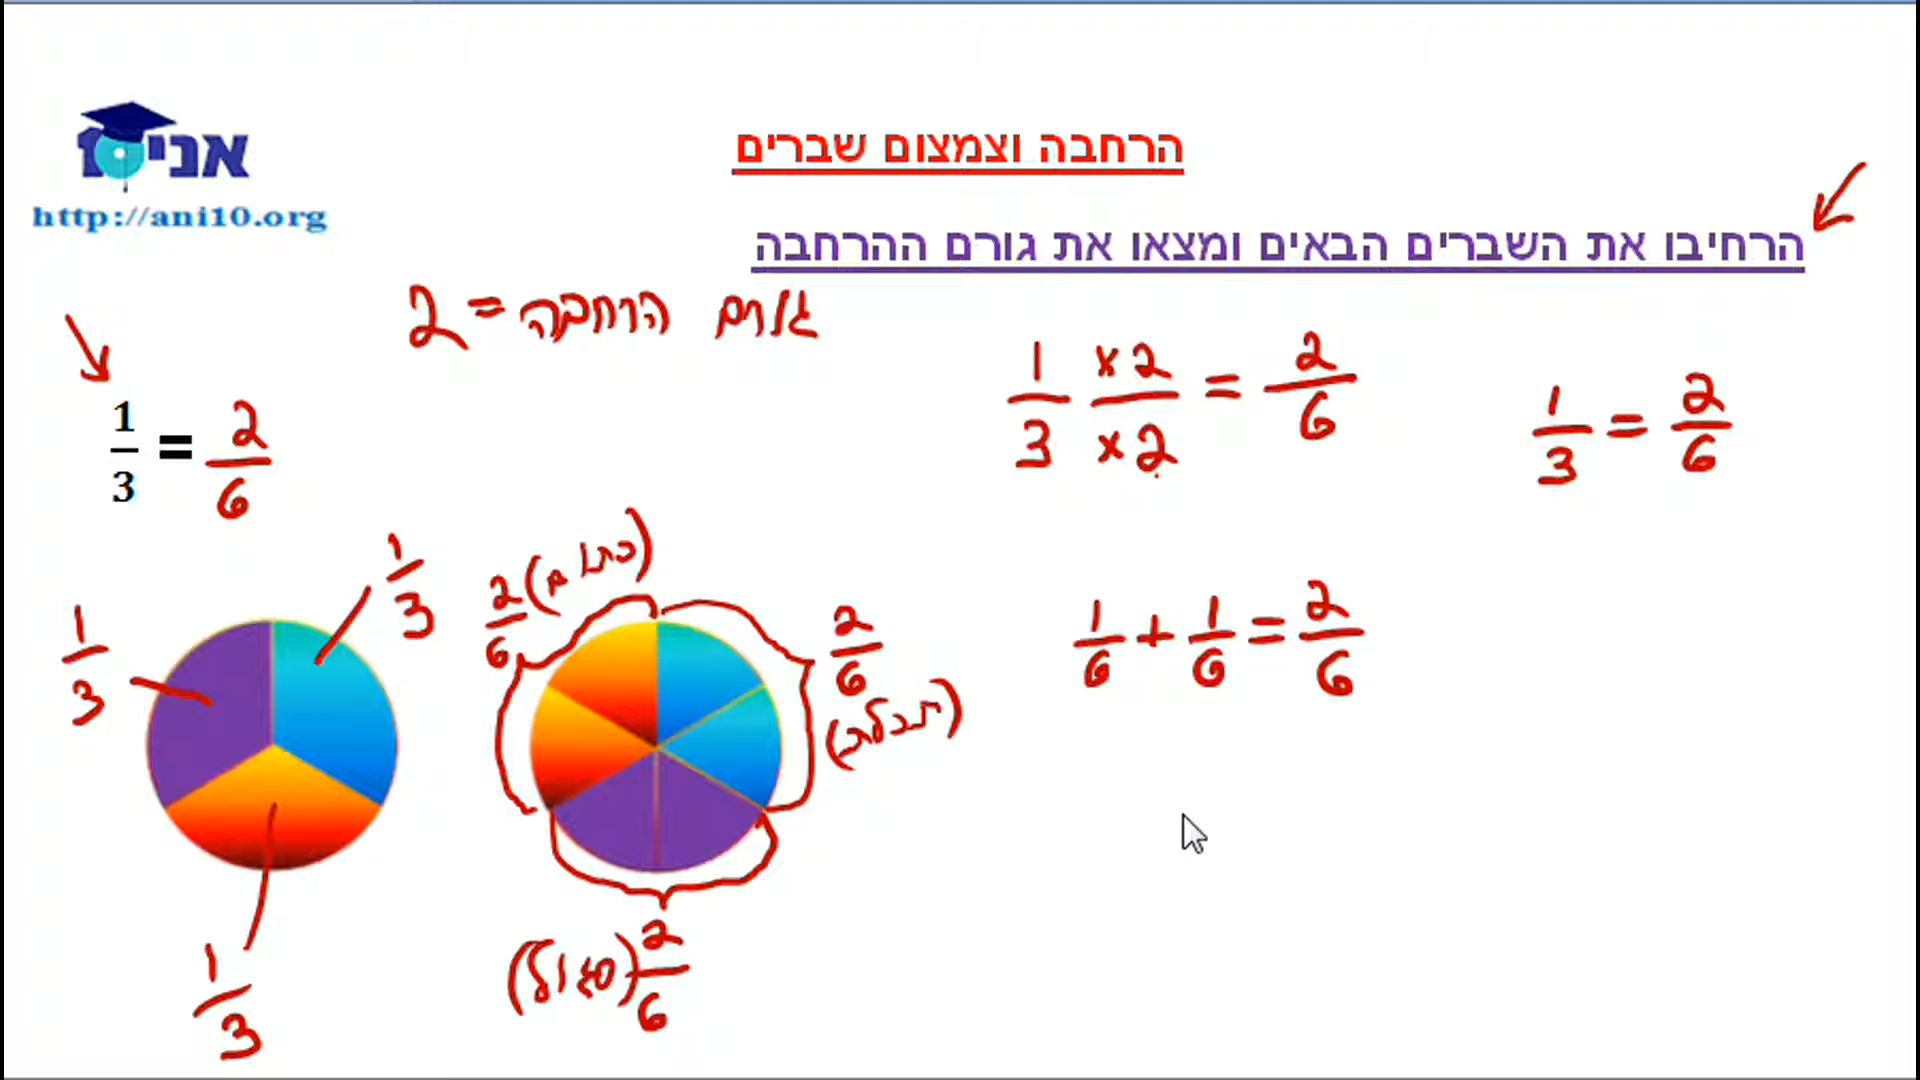 אני10
http://ani10.org
הרחבה וצמצום שברים
הרחיבו את השברים הבאים ומצאו את גורם ההרחבה
גורם הרחבה = 2
1/3 = 2/6
1/3 ×2/×2 = 2/6
1/3 = 2/6
1/3
1/3
1/3
2/6 (כתום)
2/6
(תכלת)
2/6 (סגול)
1/6 + 1/6 = 2/6